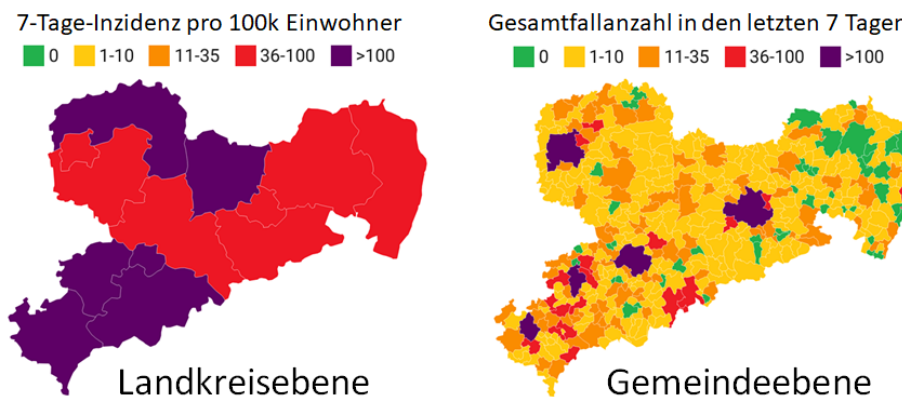 7-Tage-Inzidenz pro 100k Einwohner
0 1-10 11-35 36-100 >100
Landkreisebene
Gesamtfallanzahl in den letzten 7 Tagen
0 1-10 11-35 36-100 >100
Gemeindeebene